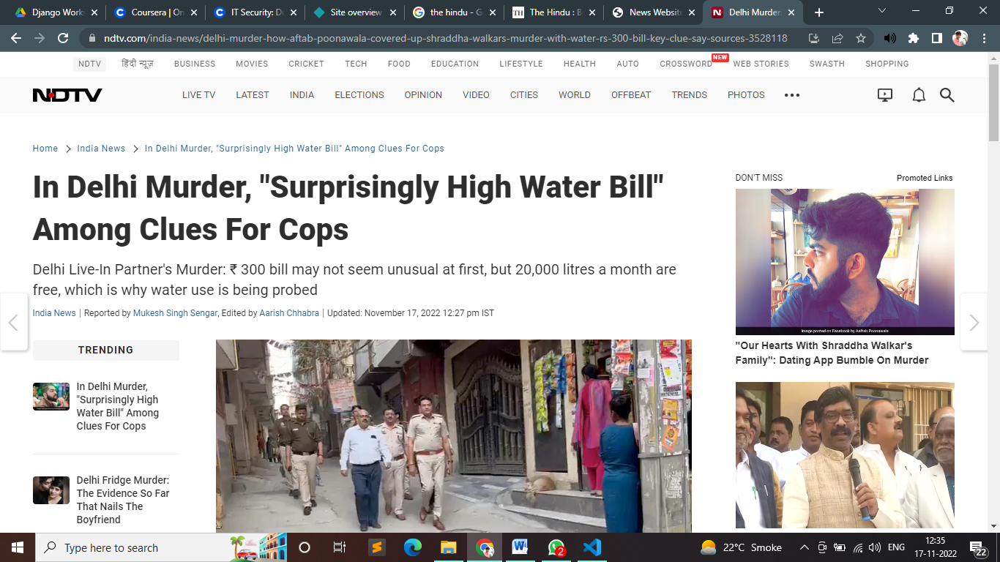 Django Work
Coursera | On
IT Security: De
Site overview
the hindu - G
The Hindu : B
News Website
Delhi Murder:
ndtv.com/india-news/delhi-murder-how-aftab-poonawala-covered-up-shraddha-walkars-murder-with-water-rs-300-bill-key-clue-say-sources-3528118
NDTV हिंदी न्यूज़ BUSINESS MOVIES CRICKET TECH FOOD EDUCATION LIFESTYLE HEALTH AUTO CROSSWORD NEW WEB STORIES SWASTH SHOPPING
NDTV LIVE TV LATEST INDIA ELECTIONS OPINION VIDEO CITIES WORLD OFFBEAT TRENDS PHOTOS
Home India News In Delhi Murder, "Surprisingly High Water Bill" Among Clues For Cops
In Delhi Murder, "Surprisingly High Water Bill"
Among Clues For Cops
Delhi Live-In Partner's Murder: ₹ 300 bill may not seem unusual at first, but 20,000 litres a month are
free, which is why water use is being probed
India News | Reported by Mukesh Singh Sengar, Edited by Aarish Chhabra | Updated: November 17, 2022 12:27 pm IST
TRENDING
In Delhi Murder,
"Surprisingly High
Water Bill" Among
Clues For Cops
Delhi Fridge Murder:
The Evidence So Far
That Nails The
Boyfriend
DON'T MISS
Promoted Links
Image posted on Facebook by Aaftab Poonawala
"Our Hearts With Shraddha Walkar's
Family": Dating App Bumble On Murder
Type here to search
2
22°C Smoke
ENG
12:35
17-11-2022
22